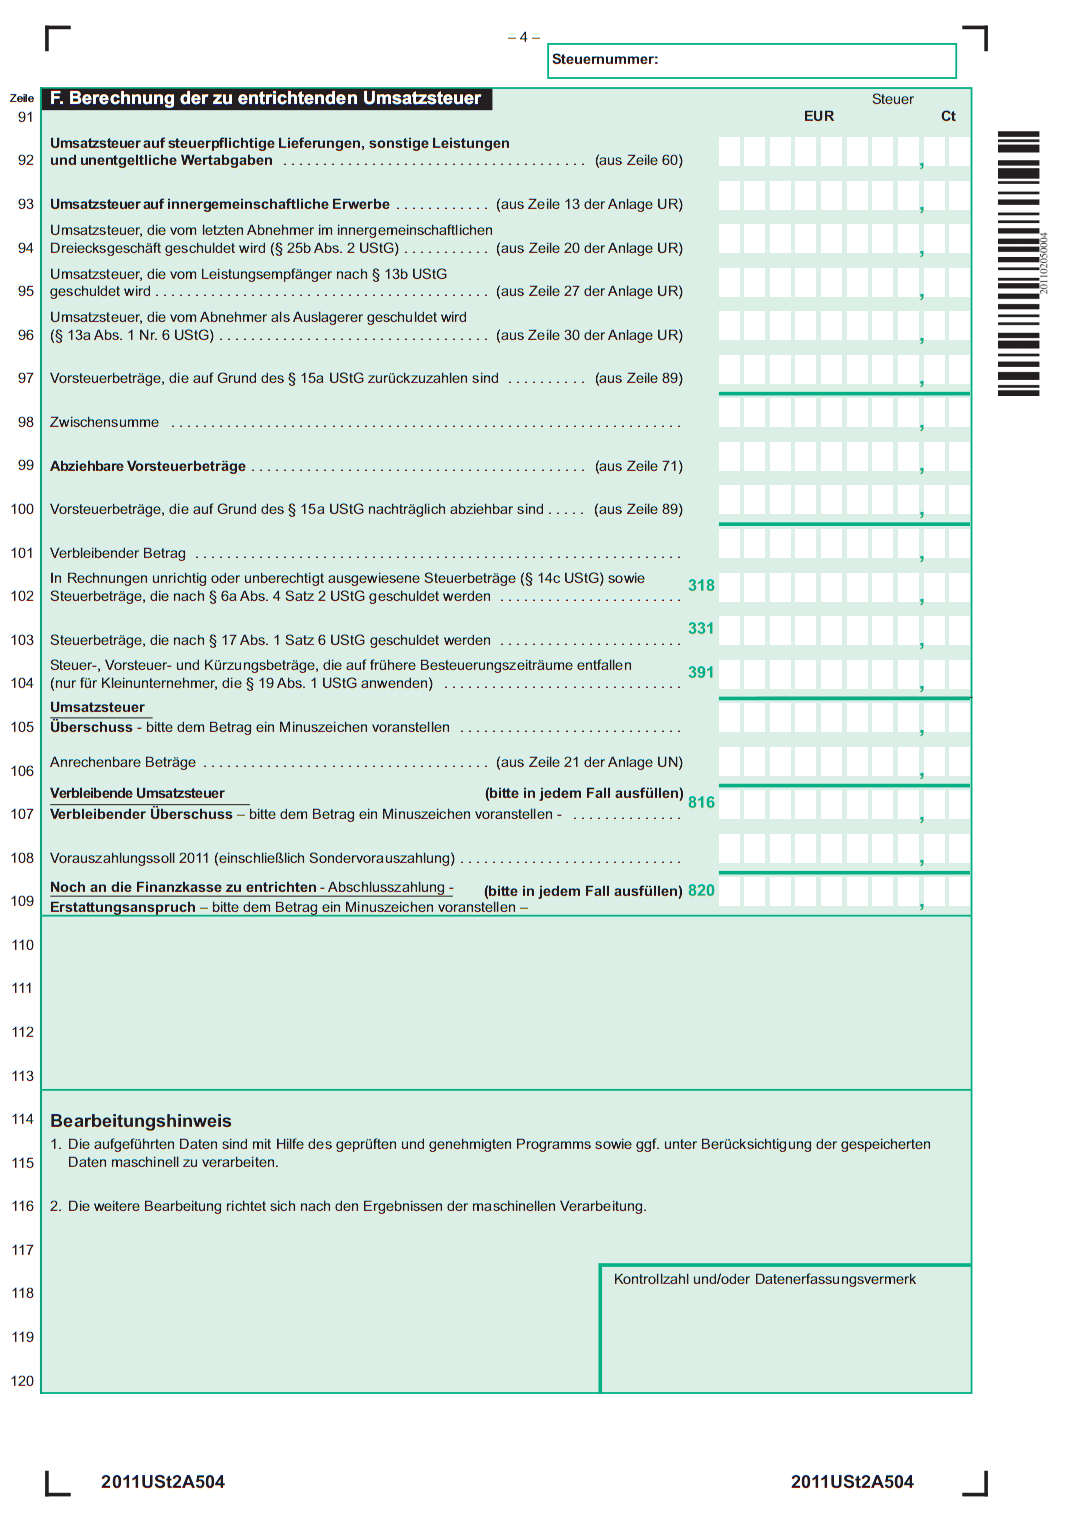 – 4 –
Steuernummer:
Zeile F. Berechnung der zu entrichtenden Umsatzsteuer Steuer
91 EUR Ct
Umsatzsteuer auf steuerpflichtige Lieferungen, sonstige Leistungen
92 und unentgeltliche Wertabgaben (aus Zeile 60) ,
93 Umsatzsteuer auf innergemeinschaftliche Erwerbe (aus Zeile 13 der Anlage UR) ,
Umsatzsteuer, die vom letzten Abnehmer im innergemeinschaftlichen
94 Dreiecksgeschäft geschuldet wird (§ 25b Abs. 2 UStG) (aus Zeile 20 der Anlage UR) ,
Umsatzsteuer, die vom Leistungsempfänger nach § 13b UStG
95 geschuldet wird (aus Zeile 27 der Anlage UR) ,
Umsatzsteuer, die vom Abnehmer als Auslagerer geschuldet wird
96 (§ 13a Abs. 1 Nr. 6 UStG) (aus Zeile 30 der Anlage UR) ,
97 Vorsteuerbeträge, die auf Grund des § 15a UStG zurückzuzahlen sind (aus Zeile 89) ,
98 Zwischensumme ,
99 Abziehbare Vorsteuerbeträge (aus Zeile 71) ,
100 Vorsteuerbeträge, die auf Grund des § 15a UStG nachträglich abziehbar sind (aus Zeile 89) ,
101 Verbleibender Betrag ,
In Rechnungen unrichtig oder unberechtigt ausgewiesene Steuerbeträge (§ 14c UStG) sowie 318
102 Steuerbeträge, die nach § 6a Abs. 4 Satz 2 UStG geschuldet werden ,
331
103 Steuerbeträge, die nach § 17 Abs. 1 Satz 6 UStG geschuldet werden ,
Steuer-, Vorsteuer- und Kürzungsbeträge, die auf frühere Besteuerungszeiträume entfallen 391
104 (nur für Kleinunternehmer, die § 19 Abs. 1 UStG anwenden) ,
Umsatzsteuer
105 Überschuss - bitte dem Betrag ein Minuszeichen voranstellen ,
106 Anrechenbare Beträge (aus Zeile 21 der Anlage UN) ,
Verbleibende Umsatzsteuer (bitte in jedem Fall ausfüllen) 816
107 Verbleibender Überschuss – bitte dem Betrag ein Minuszeichen voranstellen - ,
108 Vorauszahlungssoll 2011 (einschließlich Sondervorauszahlung) ,
Noch an die Finanzkasse zu entrichten - Abschlusszahlung - (bitte in jedem Fall ausfüllen) 820
109 Erstattungsanspruch – bitte dem Betrag ein Minuszeichen voranstellen – ,
110
111
112
113
114 Bearbeitungshinweis
1. Die aufgeführten Daten sind mit Hilfe des geprüften und genehmigten Programms sowie ggf. unter Berücksichtigung der gespeicherten
115 Daten maschinell zu verarbeiten.
116 2. Die weitere Bearbeitung richtet sich nach den Ergebnissen der maschinellen Verarbeitung.
117
Kontrollzahl und/oder Datenerfassungsvermerk
118
119
120
2011USt2A504 2011USt2A504
201102050004